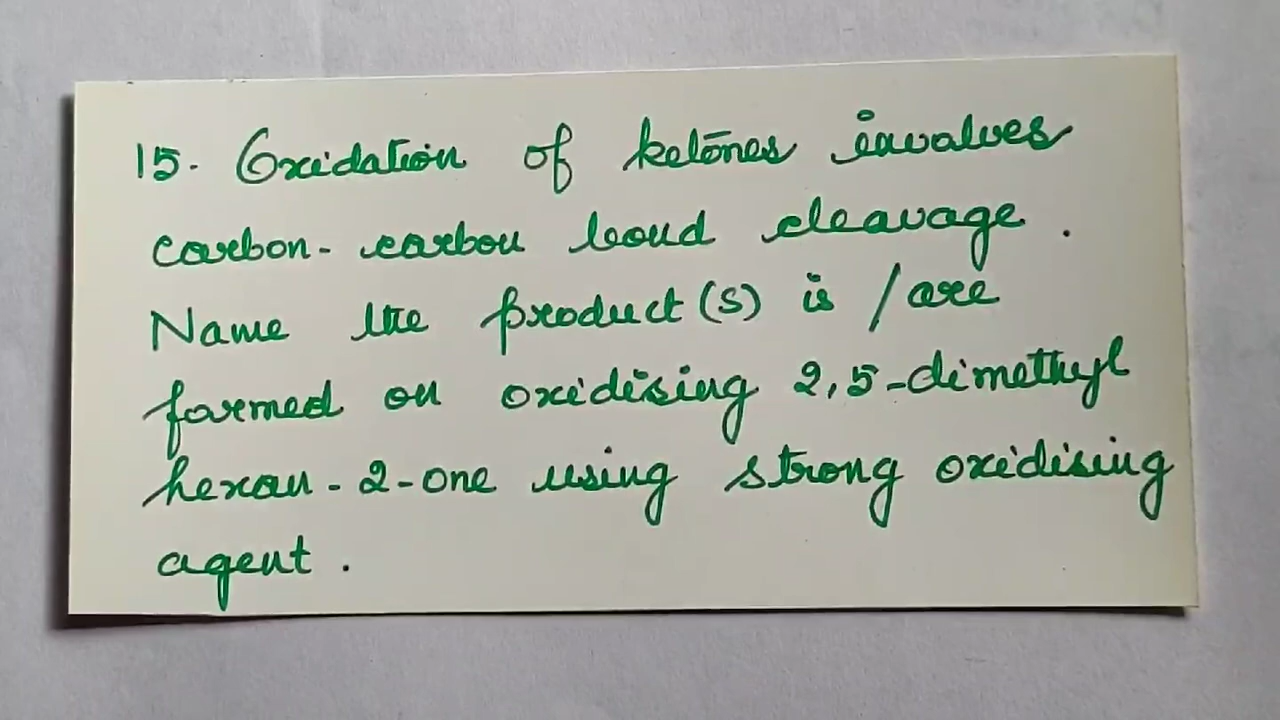 15. Oxidation of ketones involves
carbon-carbon bond cleavage.
Name the product(s) is / are
formed on oxidising 2,5-dimethyl
hexan-2-one using strong oxidising
agent.